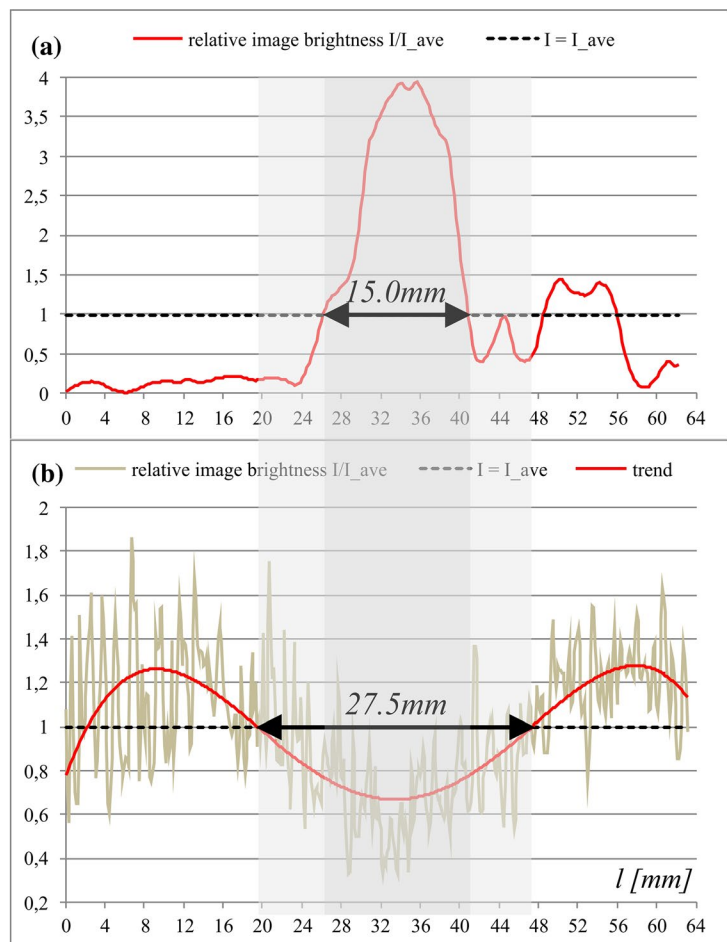 (a)
relative image brightness I/I_ave I = I_ave
4
3,5
3
2,5
2
1,5
1
0,5
0
15.0mm
0 4 8 12 16 20 24 28 32 36 40 44 48 52 56 60 64
(b)
relative image brightness I/I_ave I = I_ave trend
2
1,8
1,6
1,4
1,2
1
0,8
0,6
0,4
0,2
27.5mm
l [mm]
0 4 8 12 16 20 24 28 32 36 40 44 48 52 56 60 64